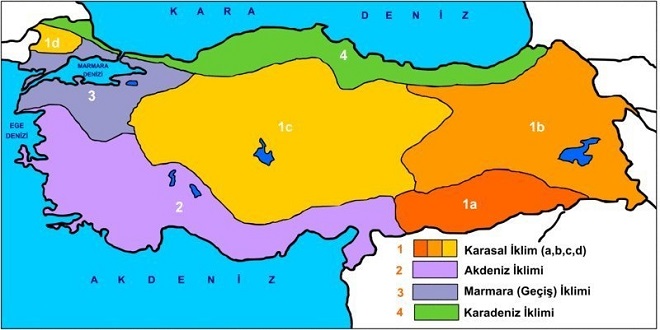 K A R A D E N İ Z
1d
MARMARA
DENİZİ
4
3
EGE
DENİZİ
1c
1b
2
1a
1 Karasal İklim (a,b,c,d)
2 Akdeniz İklimi
3 Marmara (Geçiş) İklimi
4 Karadeniz İklimi
A K D E N İ Z